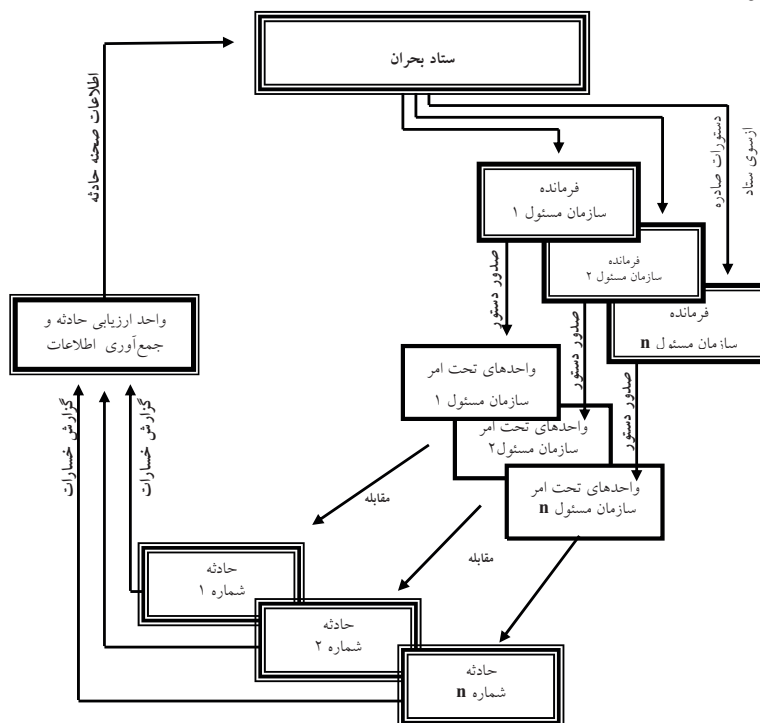 ستاد بحران
اطلاعات صحنه حادثه
دستورات صادره
ازسوی ستاد
فرمانده
سازمان مسئول ۱
فرمانده
سازمان مسئول ۲
فرمانده
سازمان مسئول n
صدور دستور
صدور دستور
صدور دستور
واحد ارزیابی حادثه و
جمع‌آوری اطلاعات
واحدهای تحت امر
سازمان مسئول ۱
واحدهای تحت امر
سازمان مسئول۲
واحدهای تحت امر
سازمان مسئول n
گزارش خسارات
گزارش خسارات
مقابله
مقابله
حادثه
شماره ۱
حادثه
شماره ۲
حادثه
شماره n